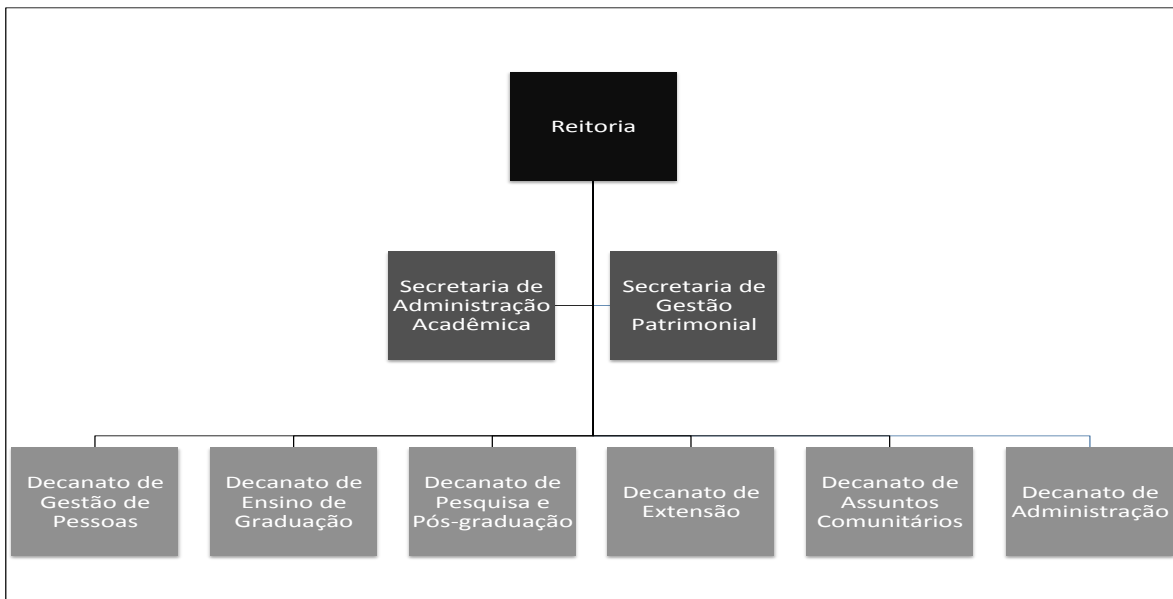 Reitoria
Secretaria de
Administração
Acadêmica
Secretaria de
Gestão
Patrimonial
Decanato de
Gestão de
Pessoas
Decanato de
Ensino de
Graduação
Decanato de
Pesquisa e
Pós-graduação
Decanato de
Extensão
Decanato de
Assuntos
Comunitários
Decanato de
Administração